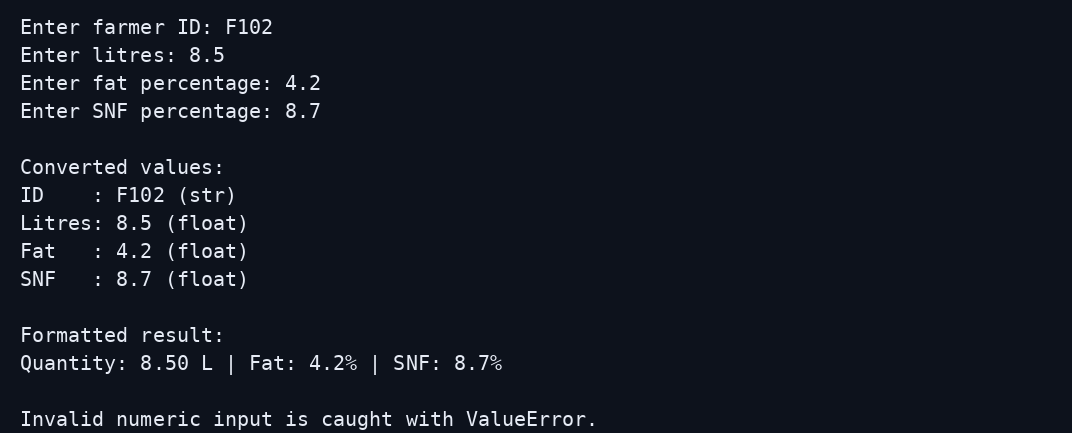 Enter farmer ID: F102
Enter litres: 8.5
Enter fat percentage: 4.2
Enter SNF percentage: 8.7

Converted values:
ID    : F102 (str)
Litres: 8.5 (float)
Fat   : 4.2 (float)
SNF   : 8.7 (float)

Formatted result:
Quantity: 8.50 L | Fat: 4.2% | SNF: 8.7%

Invalid numeric input is caught with ValueError.